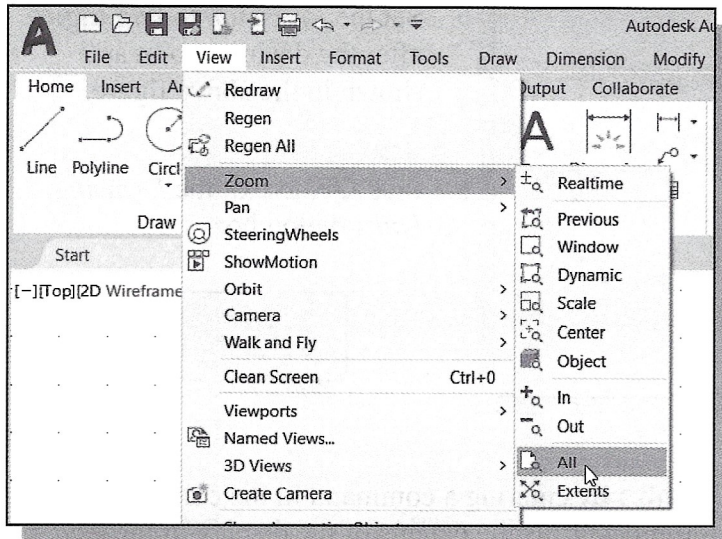 A
Autodesk Au
File Edit View Insert Format Tools Draw Dimension Modify
Home Insert Output Collaborate
Line Polyline
Draw
Start
[−][Top][2D Wireframe
Redraw
Regen
Regen All
Zoom >
Pan >
SteeringWheels
ShowMotion
Orbit >
Camera >
Walk and Fly >
Clean Screen Ctrl+0
Viewports >
Named Views...
3D Views >
Create Camera
A
Realtime
Previous
Window
Dynamic
Scale
Center
Object
In
Out
All
Extents